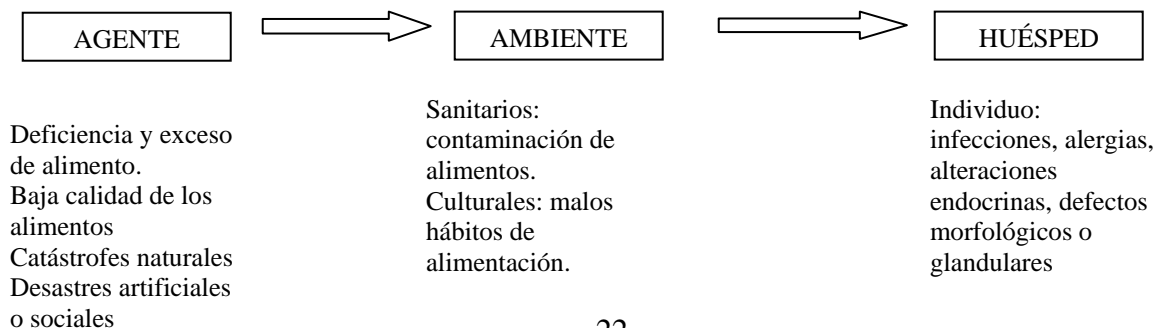 AGENTE
AMBIENTE
HUÉSPED
Deficiencia y exceso
de alimento.
Baja calidad de los
alimentos
Catástrofes naturales
Desastres artificiales
o sociales
Sanitarios:
contaminación de
alimentos.
Culturales: malos
hábitos de
alimentación.
Individuo:
infecciones, alergias,
alteraciones
endocrinas, defectos
morfológicos o
glandulares
22